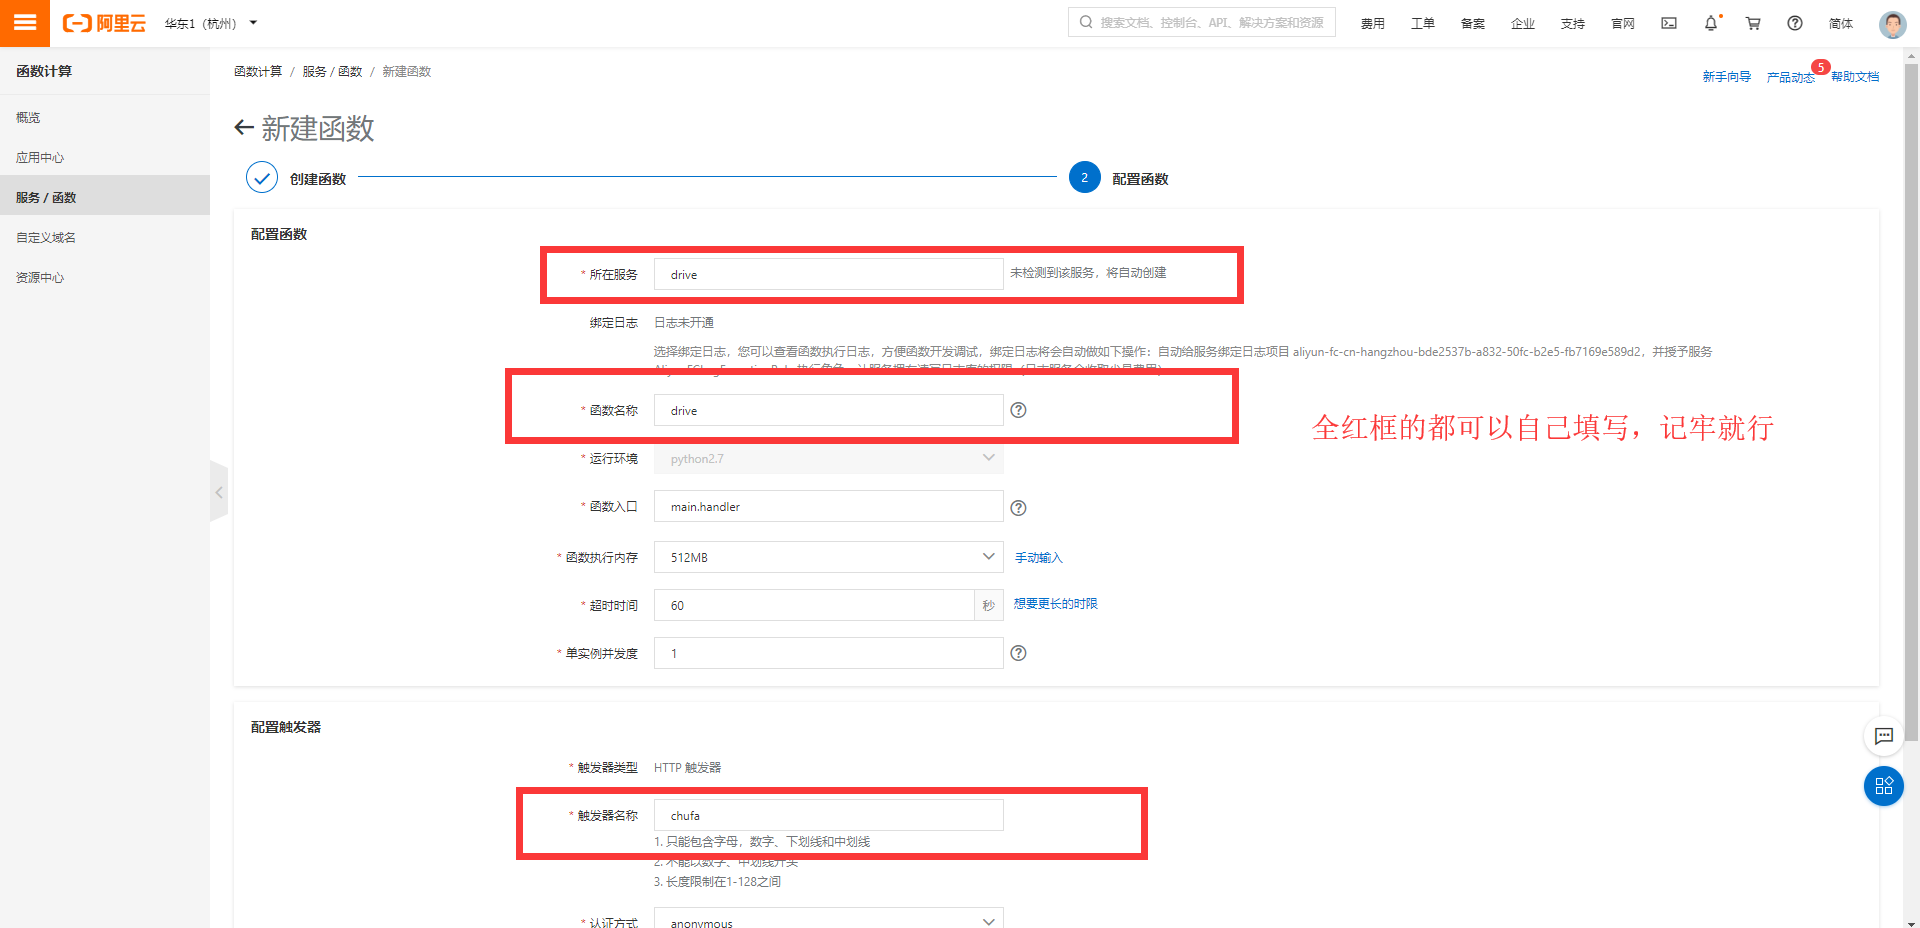 阿里云
华东1（杭州）
搜索文档、控制台、API、解决方案和资源
费用
工单
备案
企业
支持
官网
简体
函数计算
概览
应用中心
服务 / 函数
自定义域名
资源中心
函数计算 / 服务 / 函数 / 新建函数
新手向导
产品动态
5
帮助文档
新建函数
创建函数
2
配置函数
配置函数
* 所在服务
drive
未检测到该服务，将自动创建
绑定日志
日志未开通
选择绑定日志，您可以查看函数执行日志，方便函数开发调试，绑定日志将会自动做如下操作：自动给服务绑定日志项目 aliyun-fc-cn-hangzhou-bde2537b-a832-50fc-b2e5-fb7169e589d2，并授予服务
* 函数名称
drive
全红框的都可以自己填写，记牢就行
* 运行环境
python2.7
* 函数入口
main.handler
* 函数执行内存
512MB
手动输入
* 超时时间
60
秒
想要更长的时限
* 单实例并发度
1
配置触发器
* 触发器类型
HTTP 触发器
* 触发器名称
chufa
1. 只能包含字母，数字、下划线和中划线
2. 不能以数字、中划线开头
3. 长度限制在1-128之间
* 认证方式
anonymous